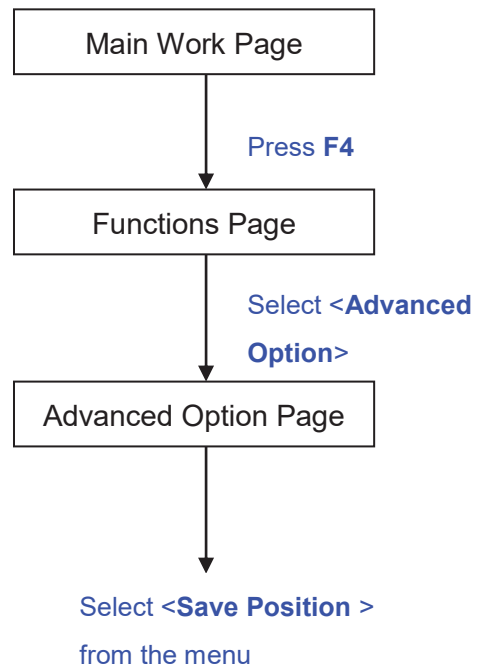 Main Work Page
Press F4
Functions Page
Select <Advanced
Option>
Advanced Option Page
Select <Save Position >
from the menu